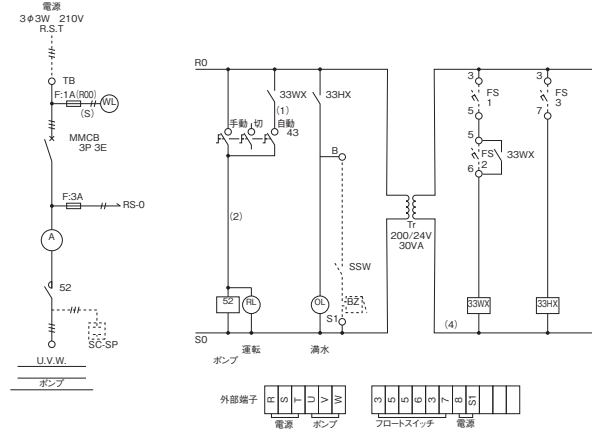 電源
3φ3W 210V
R.S.T
TB
F:1A(R00)
WL
(S)
MMCB
3P 3E
F:3A
RS-0
A
52
SC-SP
U.V.W.
ポンプ
R0
33WX
33HX
(1)
手動 切 自動
43
B
(2)
SSW
52
RL
OL
BZ
S1
S0
運転
満水
ポンプ
Tr
200/24V
30VA
3
FS
1
5
5
FS
2
33WX
6
3
FS
3
7
33WX
33HX
(4)
外部端子
R S T U V W
電源 ポンプ
3 5 5 6 3 7 8 S1
フロートスイッチ 電源